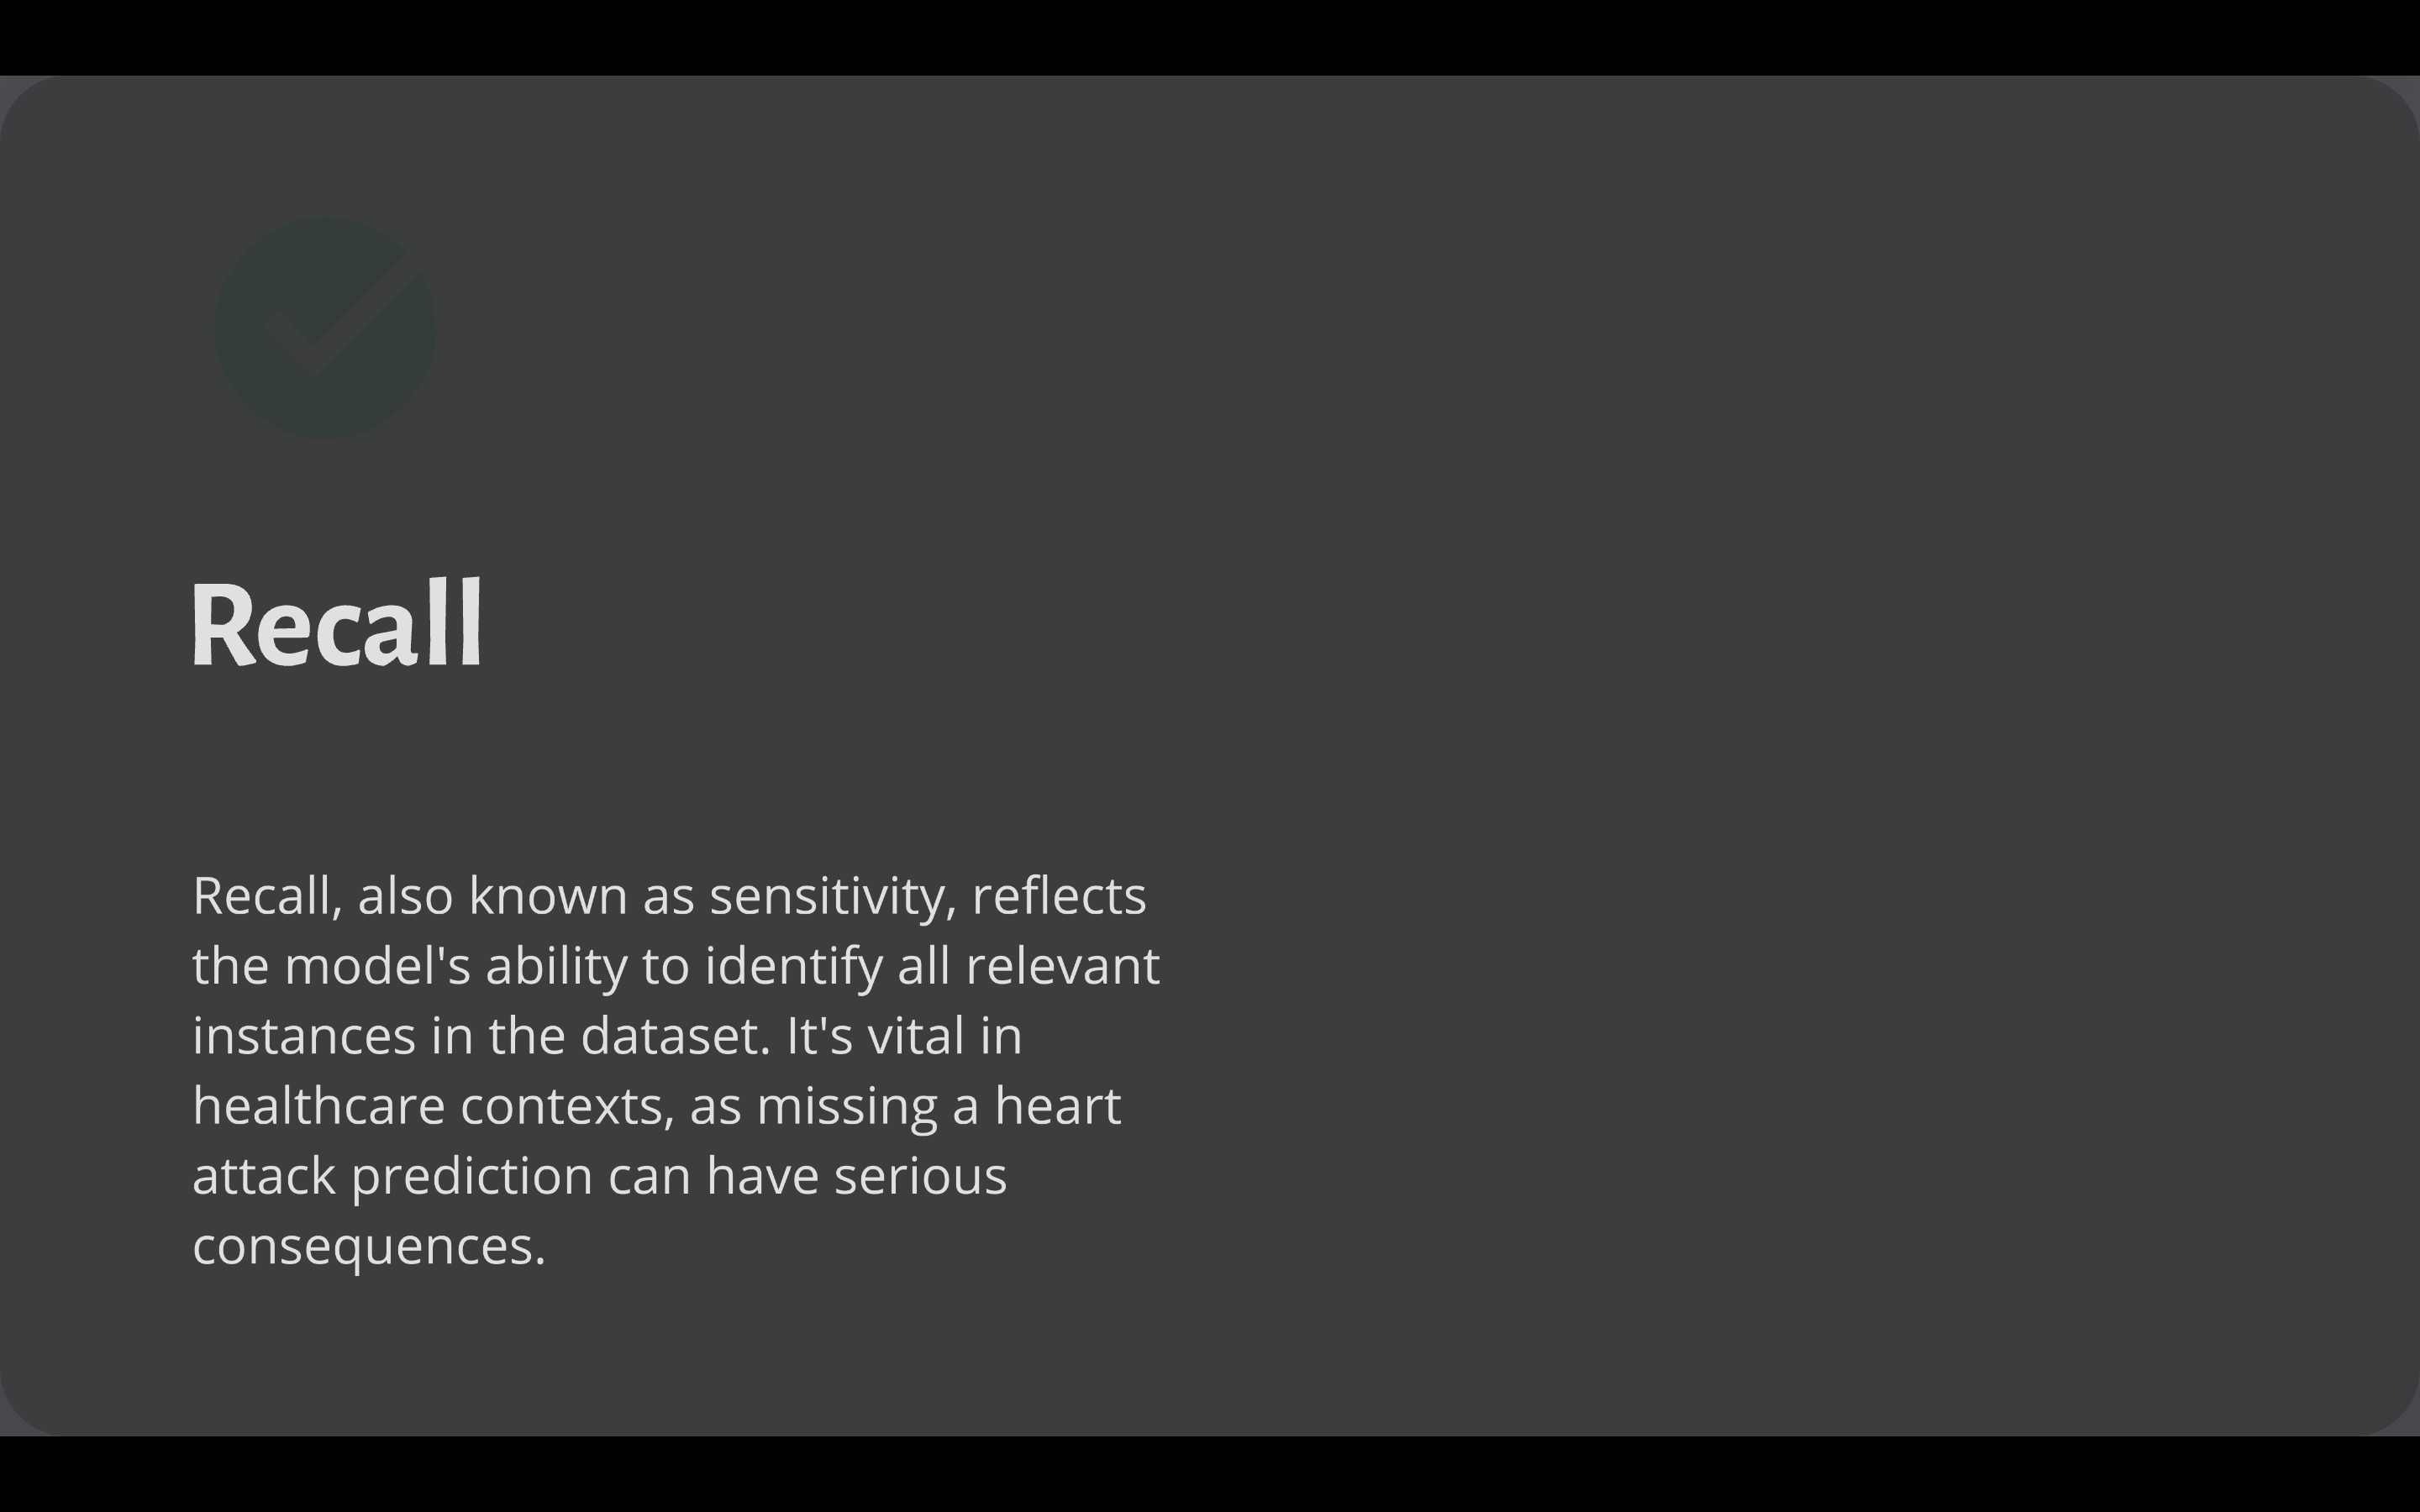 Recall
Recall, also known as sensitivity, reflects
the model's ability to identify all relevant
instances in the dataset. It's vital in
healthcare contexts, as missing a heart
attack prediction can have serious
consequences.